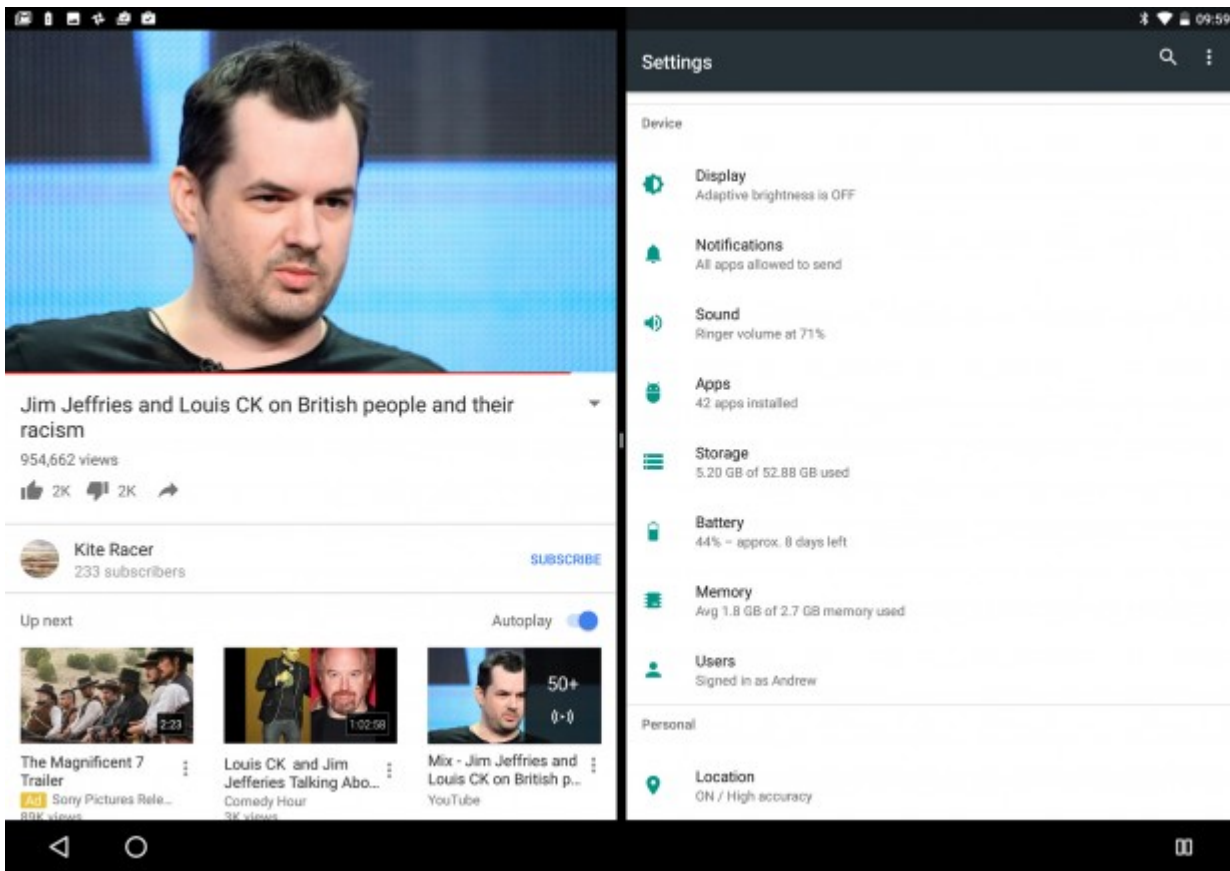 09:59
Jim Jeffries and Louis CK on British people and their
racism
954,662 views
2K 2K
Kite Racer
233 subscribers
SUBSCRIBE
Up next
Autoplay
2:23
The Magnificent 7
Trailer
Ad Sony Pictures Rele...
89K views
1:02:58
Louis CK and Jim
Jefferies Talking Abo...
Comedy Hour
3K views
50+
Mix - Jim Jeffries and
Louis CK on British p...
YouTube
Settings
Device
Display
Adaptive brightness is OFF
Notifications
All apps allowed to send
Sound
Ringer volume at 71%
Apps
42 apps installed
Storage
5.20 GB of 52.88 GB used
Battery
44% – approx. 8 days left
Memory
Avg 1.8 GB of 2.7 GB memory used
Users
Signed in as Andrew
Personal
Location
ON / High accuracy